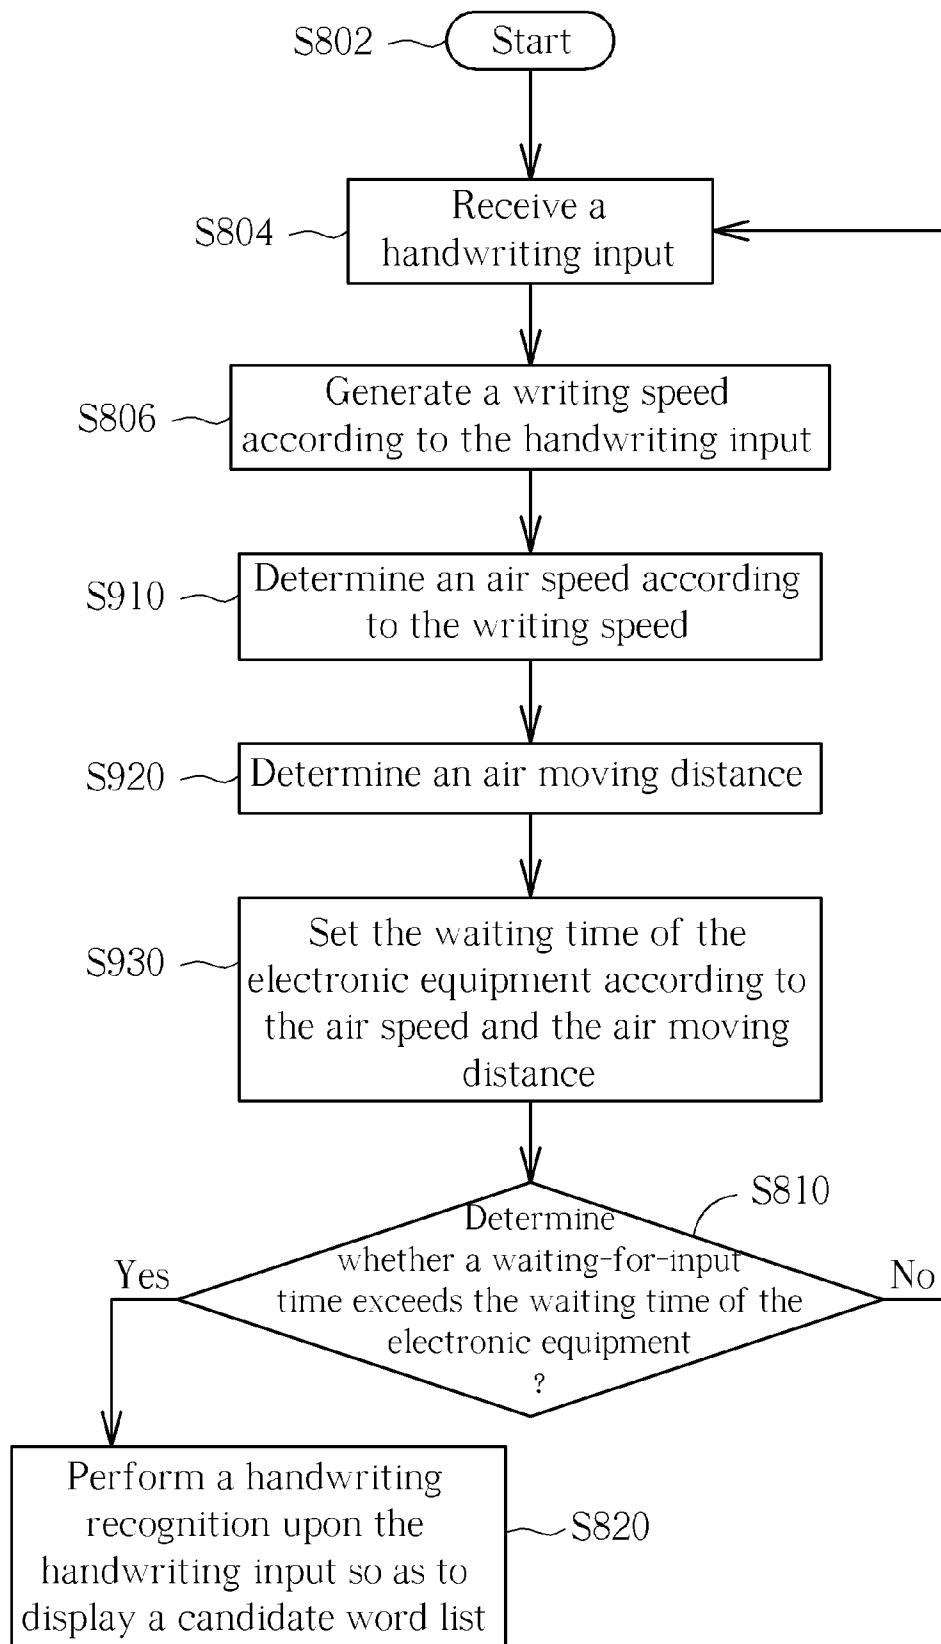 S802
Start
S804
Receive a
handwriting input
S806
Generate a writing speed
according to the handwriting input
S910
Determine an air speed according
to the writing speed
S920
Determine an air moving distance
S930
Set the waiting time of the
electronic equipment according to
the air speed and the air moving
distance
S810
Determine
whether a waiting-for-input
time exceeds the waiting time of the
electronic equipment
?
Yes
No
Perform a handwriting
recognition upon the
handwriting input so as to
display a candidate word list
S820